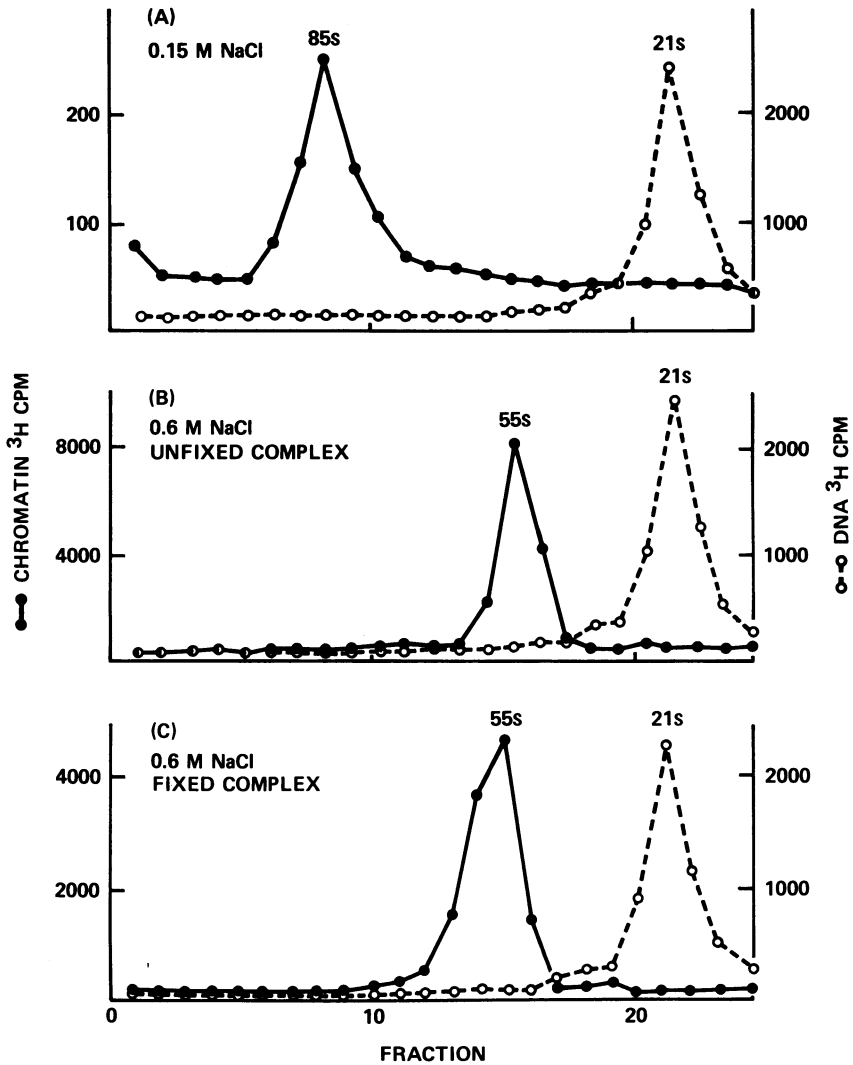 (A)
0.15 M NaCl
85s
21s
200
100
2000
1000
(B)
0.6 M NaCl
UNFIXED COMPLEX
55s
21s
8000
4000
2000
1000
CHROMATIN ³H CPM
DNA ³H CPM
(C)
0.6 M NaCl
FIXED COMPLEX
55s
21s
4000
2000
2000
1000
0
10
20
FRACTION